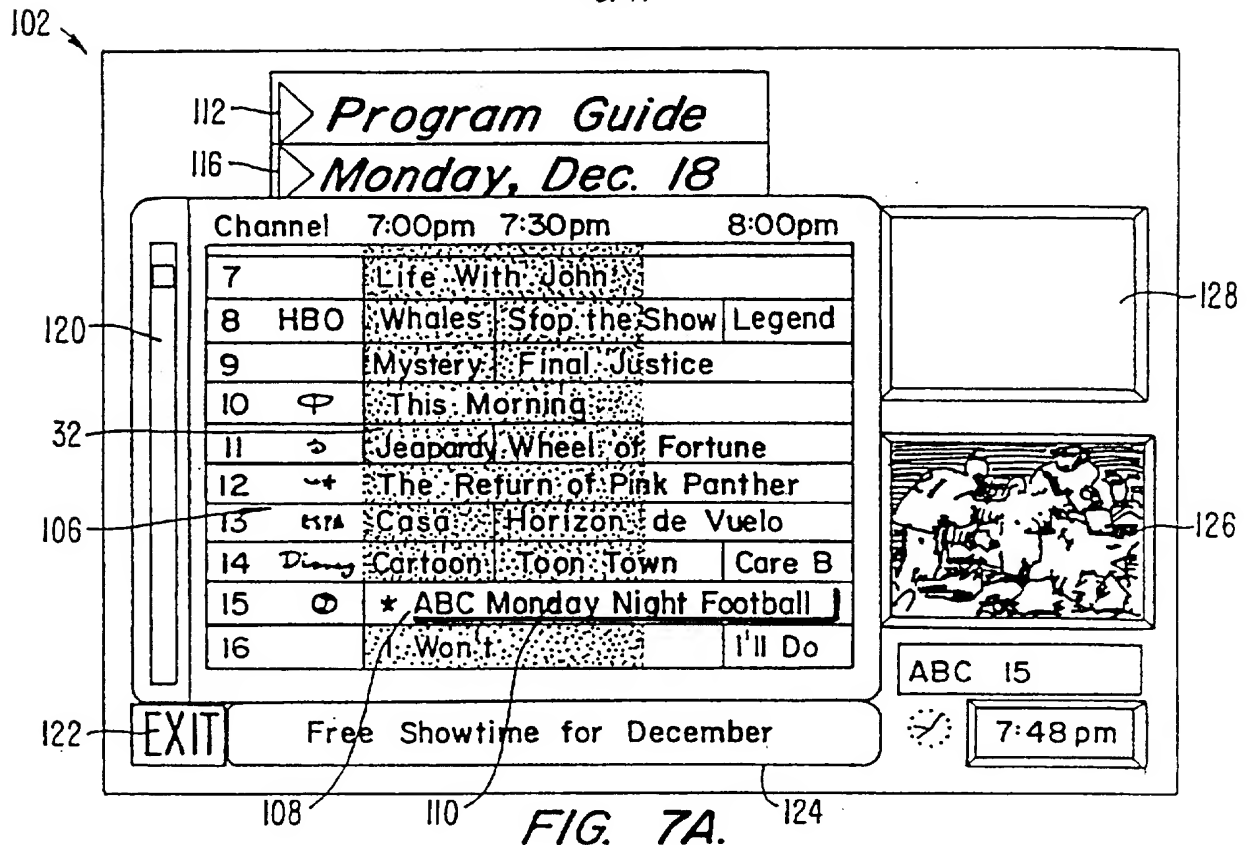 102
112
Program Guide
116
Monday, Dec. 18
Channel 7:00pm 7:30pm 8:00pm
7 Life With John
8 HBO Whales Stop the Show Legend
128
120
9 Mystery Final Justice
10 This Morning
32
11 Jeapardy Wheel of Fortune
12 The Return of Pink Panther
106
13 Casa Horizon de Vuelo
126
14 Disney Cartoon Toon Town Care B
15 * ABC Monday Night Football
16 I Won't I'll Do
ABC 15
122
EXIT Free Showtime for December
7:48 pm
108 110 124
FIG. 7A.